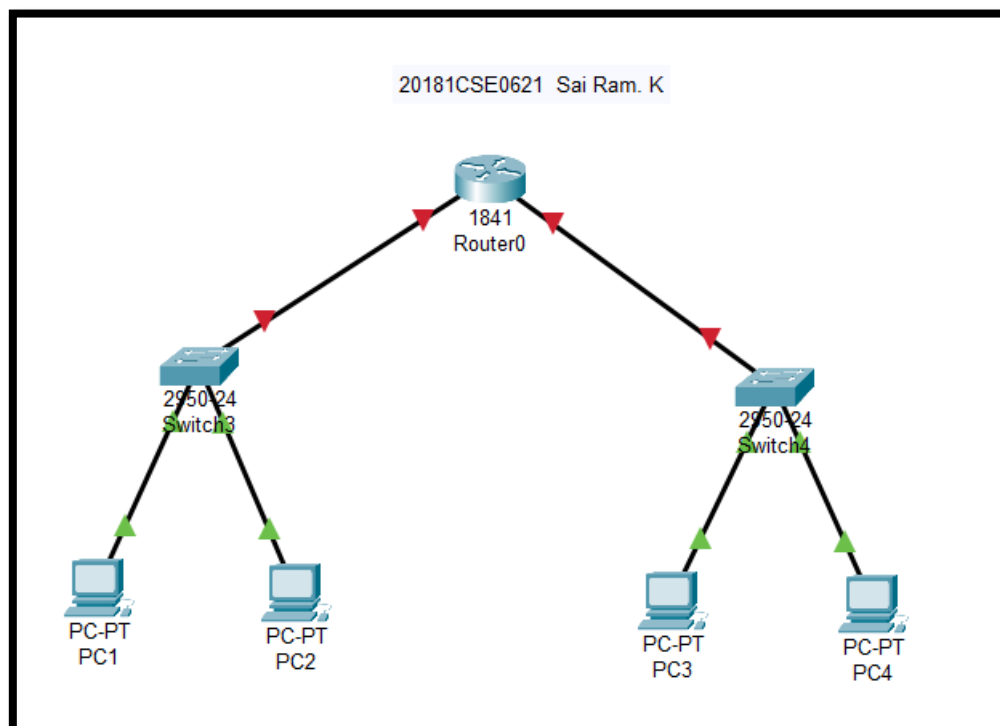 20181CSE0621 Sai Ram. K
1841
Router0
2950-24
Switch3
2950-24
Switch4
PC-PT
PC1
PC-PT
PC2
PC-PT
PC3
PC-PT
PC4